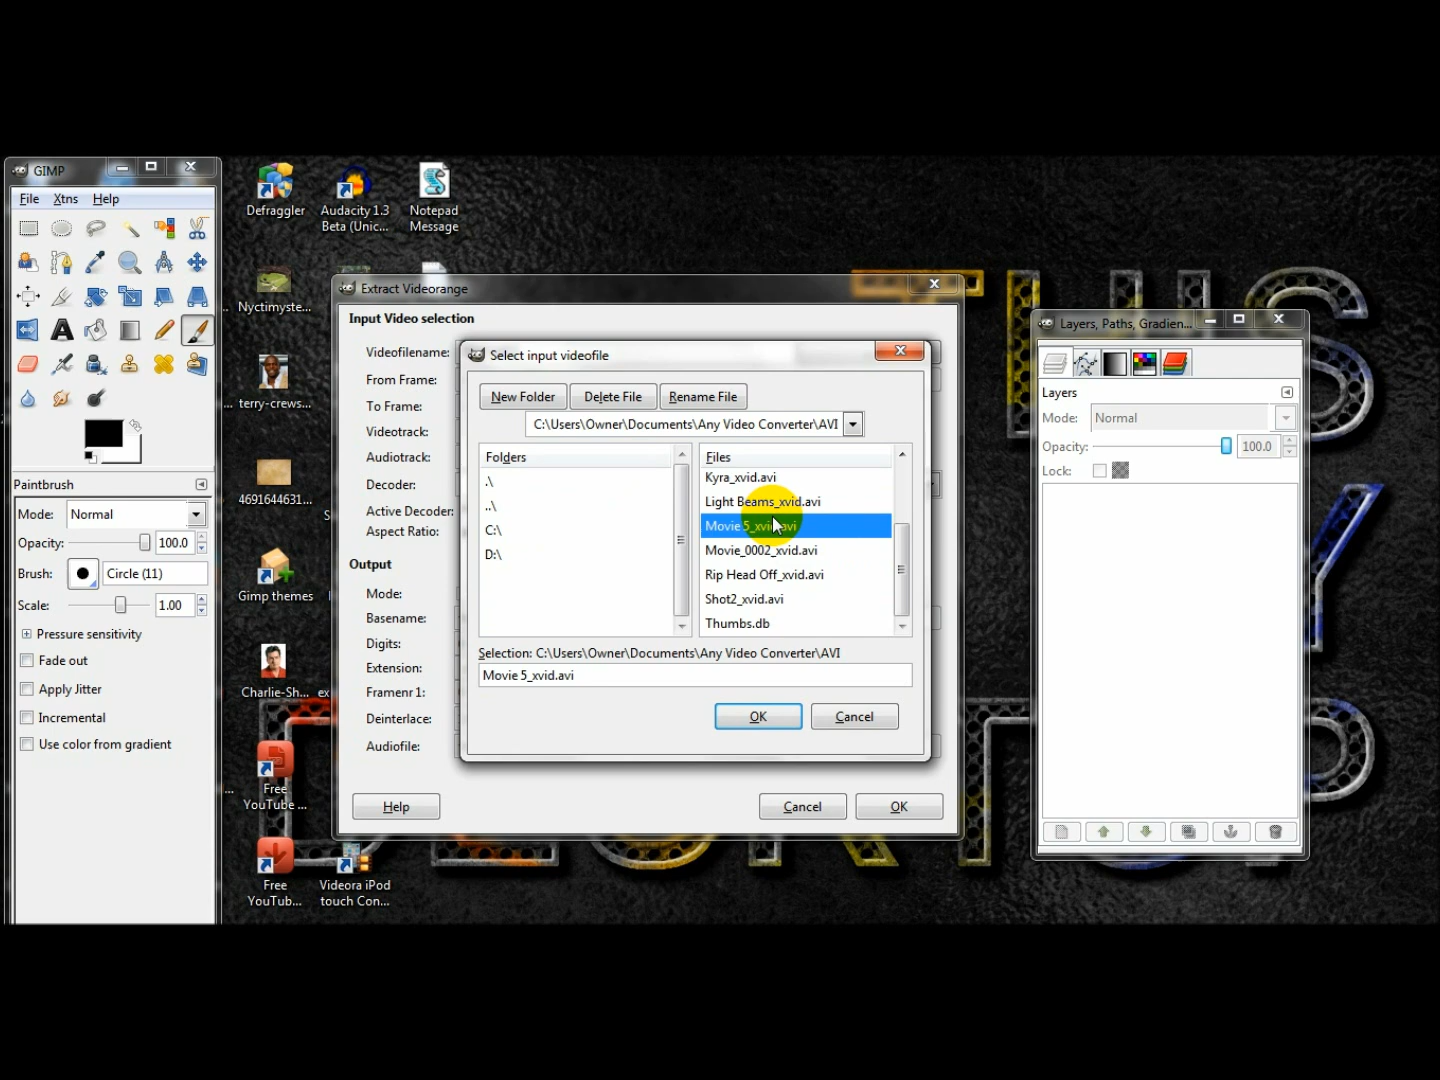 GIMP
File Xtns Help
Paintbrush
Mode: Normal
Opacity: 100.0
Brush: Circle (11)
Scale: 1.00
Pressure sensitivity
Fade out
Apply Jitter
Incremental
Use color from gradient
Defraggler
Audacity 1.3
Beta (Unic...
Notepad
Message
Nyctimyste...
terry-crews...
4691644631...
Gimp themes
Charlie-Sh...
Free
YouTube ...
Free
YouTub...
Videora iPod
touch Con...
Extract Videorange
Input Video selection
Videofilename:
From Frame:
To Frame:
Videotrack:
Audiotrack:
Decoder:
Active Decoder:
Aspect Ratio:
Output
Mode:
Basename:
Digits:
Extension:
Framenr 1:
Deinterlace:
Audiofile:
Help Cancel OK
Select input videofile
New Folder Delete File Rename File
C:\Users\Owner\Documents\Any Video Converter\AVI
Folders
.\
..\
C:\
D:\
Files
Kyra_xvid.avi
Light Beams_xvid.avi
Movie 5_xvid.avi
Movie_0002_xvid.avi
Rip Head Off_xvid.avi
Shot2_xvid.avi
Thumbs.db
Selection: C:\Users\Owner\Documents\Any Video Converter\AVI
Movie 5_xvid.avi
OK Cancel
Layers, Paths, Gradien...
Layers
Mode: Normal
Opacity: 100.0
Lock: